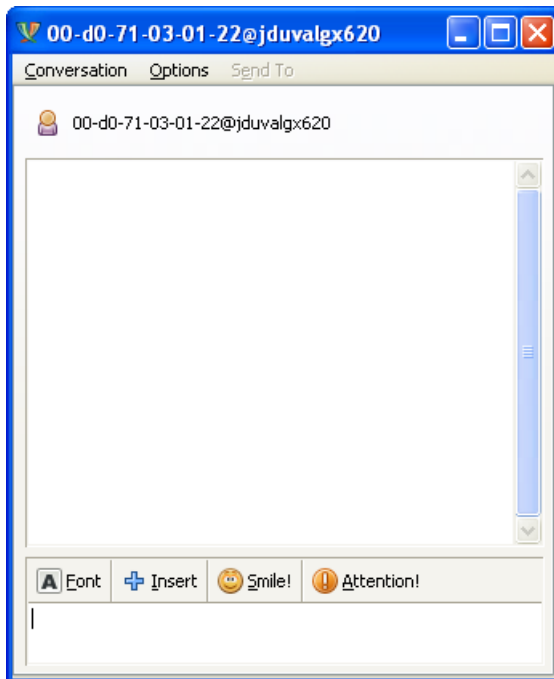 00-d0-71-03-01-22@jduvalgx620
Conversation Options Send To
00-d0-71-03-01-22@jduvalgx620
A Font Insert Smile! Attention!